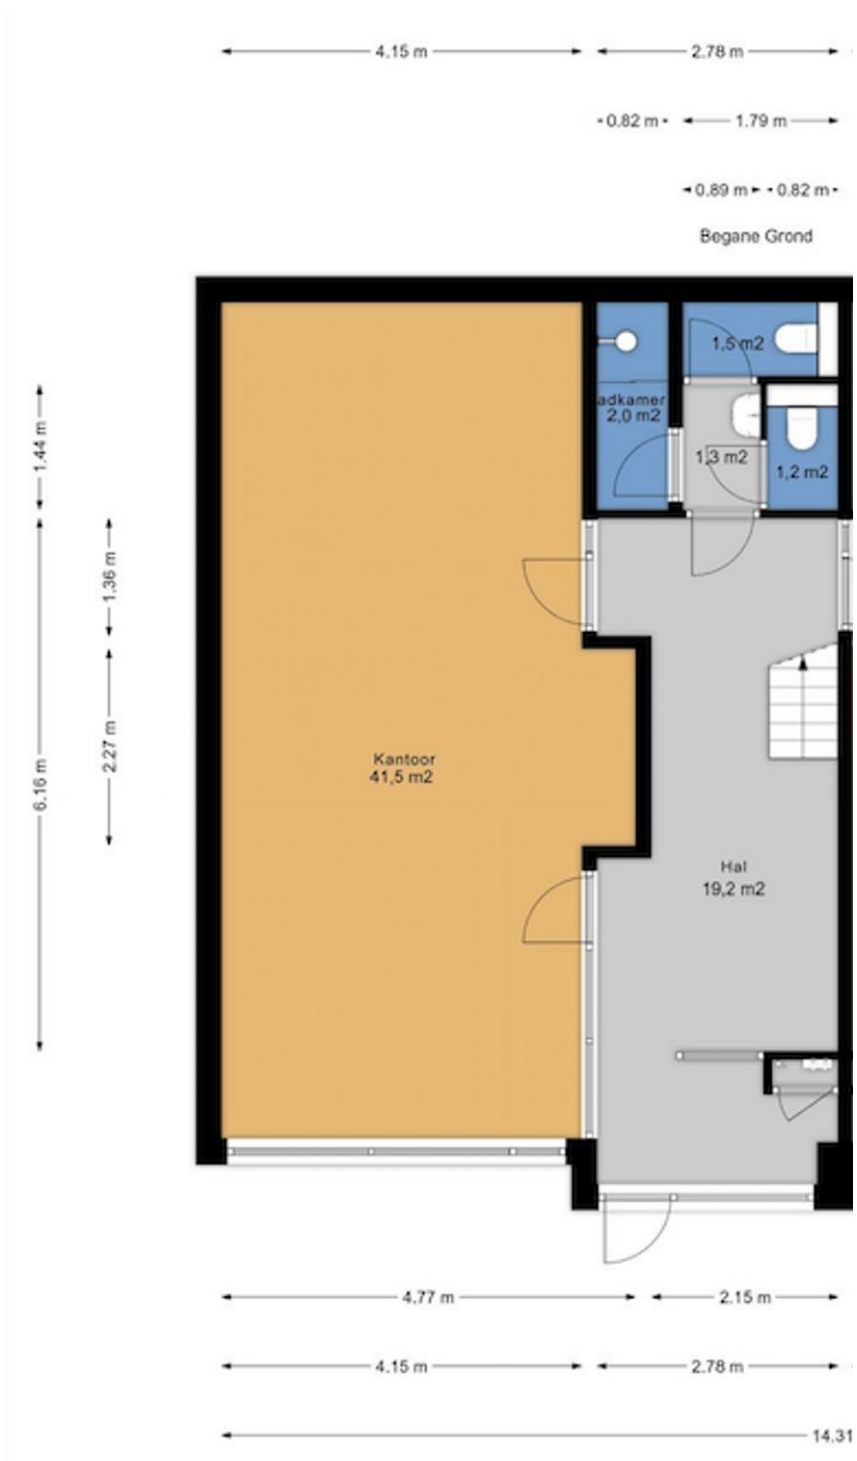 4.15 m
2.78 m
0.82 m
1.79 m
0.89 m
0.82 m
Begane Grond
1,5 m2
adkamer
2,0 m2
1,3 m2
1,2 m2
1.44 m
1.36 m
2.27 m
6.16 m
Kantoor
41,5 m2
Hal
19,2 m2
4.77 m
2.15 m
4.15 m
2.78 m
14.31